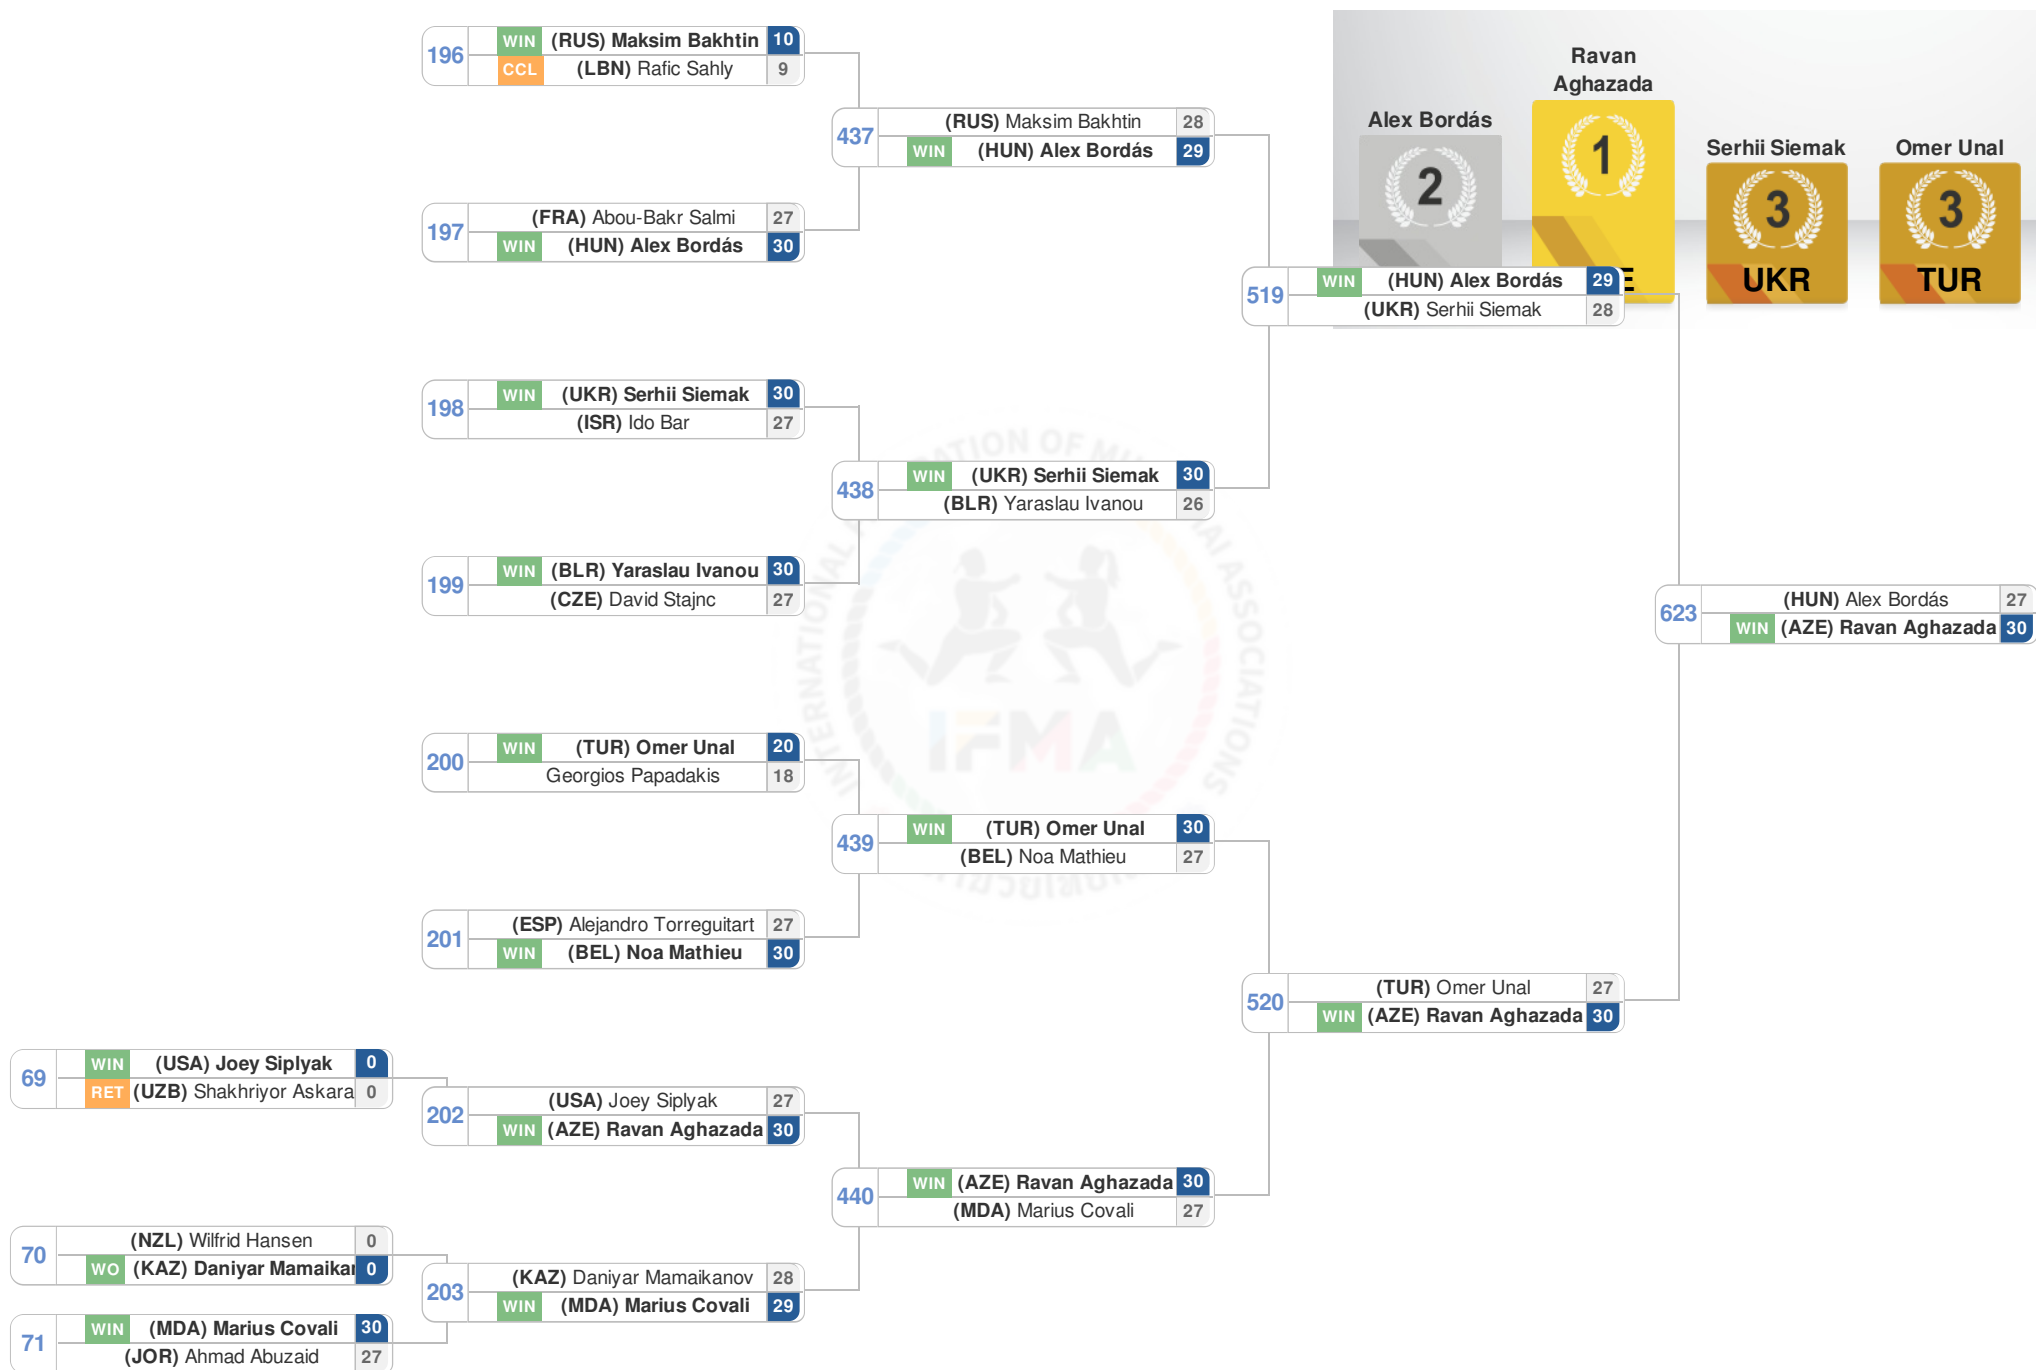 196
WIN (RUS) Maksim Bakhtin 10
CCL (LBN) Rafic Sahly 9
197
(FRA) Abou-Bakr Salmi 27
WIN (HUN) Alex Bordás 30
198
WIN (UKR) Serhii Siemak 30
(ISR) Ido Bar 27
199
WIN (BLR) Yaraslau Ivanou 30
(CZE) David Stajnc 27
200
WIN (TUR) Omer Unal 20
Georgios Papadakis 18
201
(ESP) Alejandro Torreguitart 27
WIN (BEL) Noa Mathieu 30
69
WIN (USA) Joey Siplyak 0
RET (UZB) Shakhriyor Askara 0
202
(USA) Joey Siplyak 27
WIN (AZE) Ravan Aghazada 30
70
(NZL) Wilfrid Hansen 0
WO (KAZ) Daniyar Mamaikar 0
203
(KAZ) Daniyar Mamaikanov 28
WIN (MDA) Marius Covali 29
71
WIN (MDA) Marius Covali 30
(JOR) Ahmad Abuzaid 27
437
(RUS) Maksim Bakhtin 28
WIN (HUN) Alex Bordás 29
438
WIN (UKR) Serhii Siemak 30
(BLR) Yaraslau Ivanou 26
439
WIN (TUR) Omer Unal 30
(BEL) Noa Mathieu 27
440
WIN (AZE) Ravan Aghazada 30
(MDA) Marius Covali 27
519
WIN (HUN) Alex Bordás 29
(UKR) Serhii Siemak 28
520
(TUR) Omer Unal 27
WIN (AZE) Ravan Aghazada 30
623
(HUN) Alex Bordás 27
WIN (AZE) Ravan Aghazada 30
Alex Bordás
2
Ravan
Aghazada
1
E
Serhii Siemak
3
UKR
Omer Unal
3
TUR
INTERNATIONAL
ASSOCIATIONS
IFMA